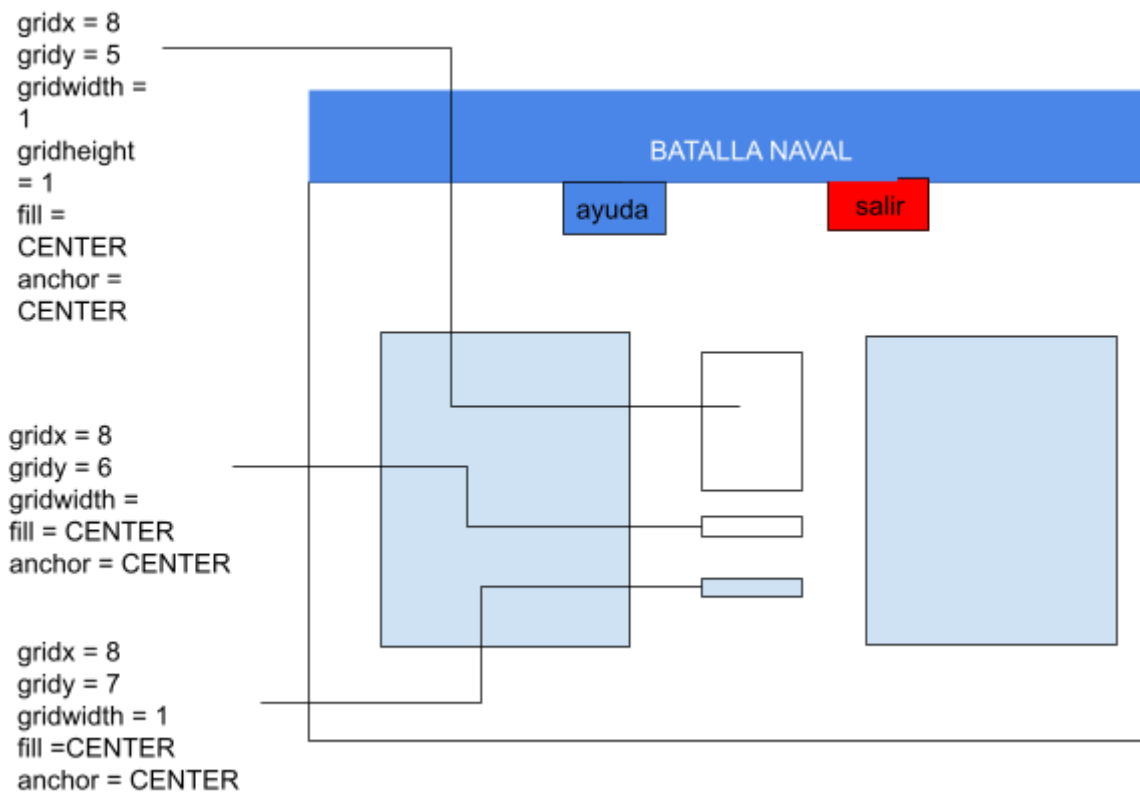 gridx = 8
gridy = 5
gridwidth =
1
gridheight
= 1
fill =
CENTER
anchor =
CENTER
BATALLA NAVAL
ayuda
salir
gridx = 8
gridy = 6
gridwidth =
fill = CENTER
anchor = CENTER
gridx = 8
gridy = 7
gridwidth = 1
fill =CENTER
anchor = CENTER